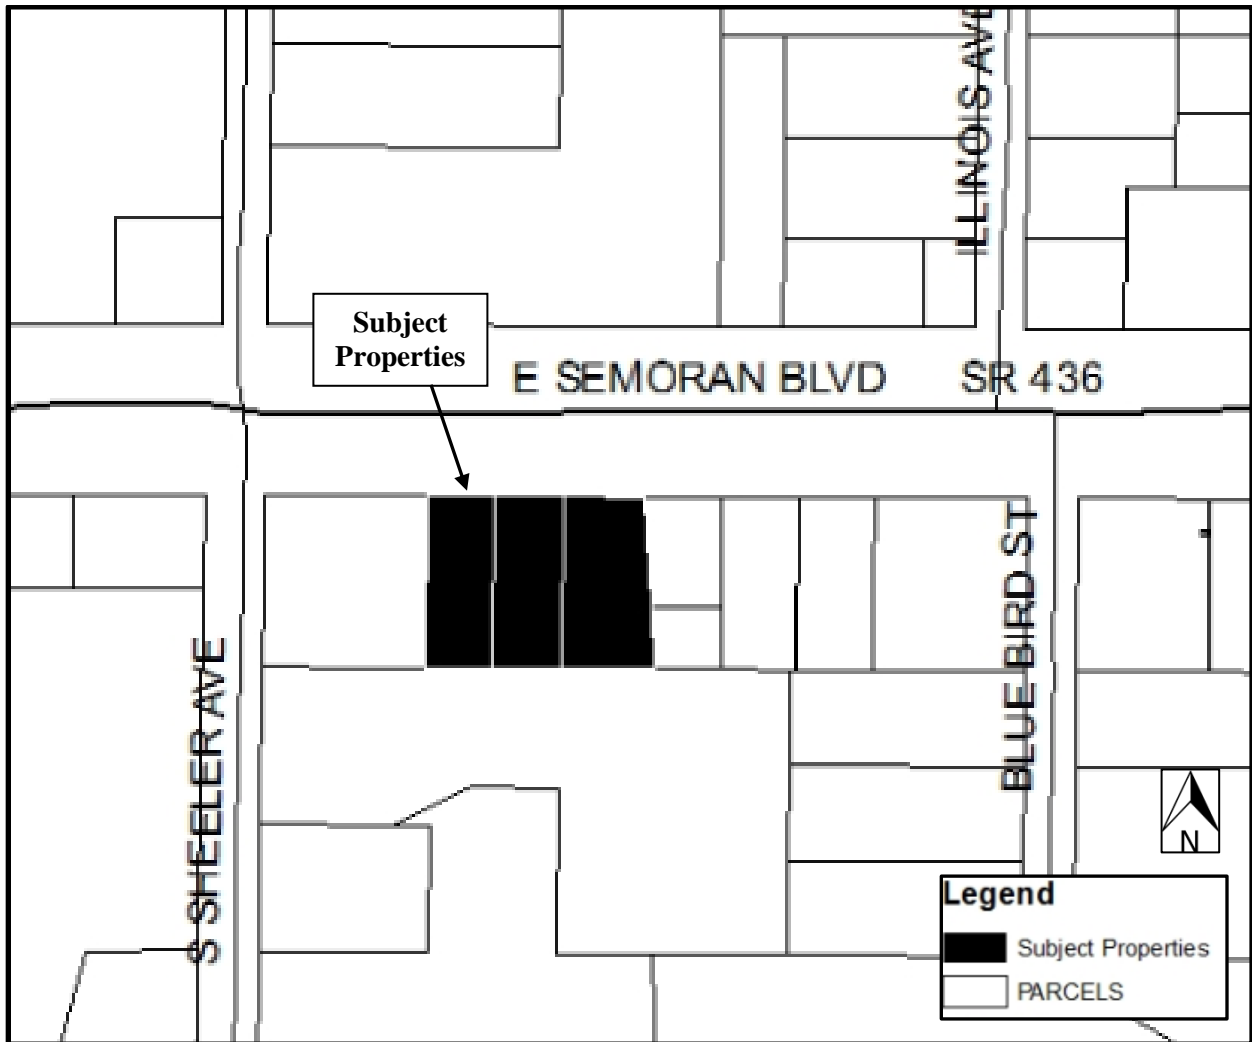 ILLINOIS AVE
Subject
Properties
E SEMORAN BLVD
SR 436
BLUE BIRD ST
S SHEELER AVE
N
Legend
Subject Properties
PARCELS